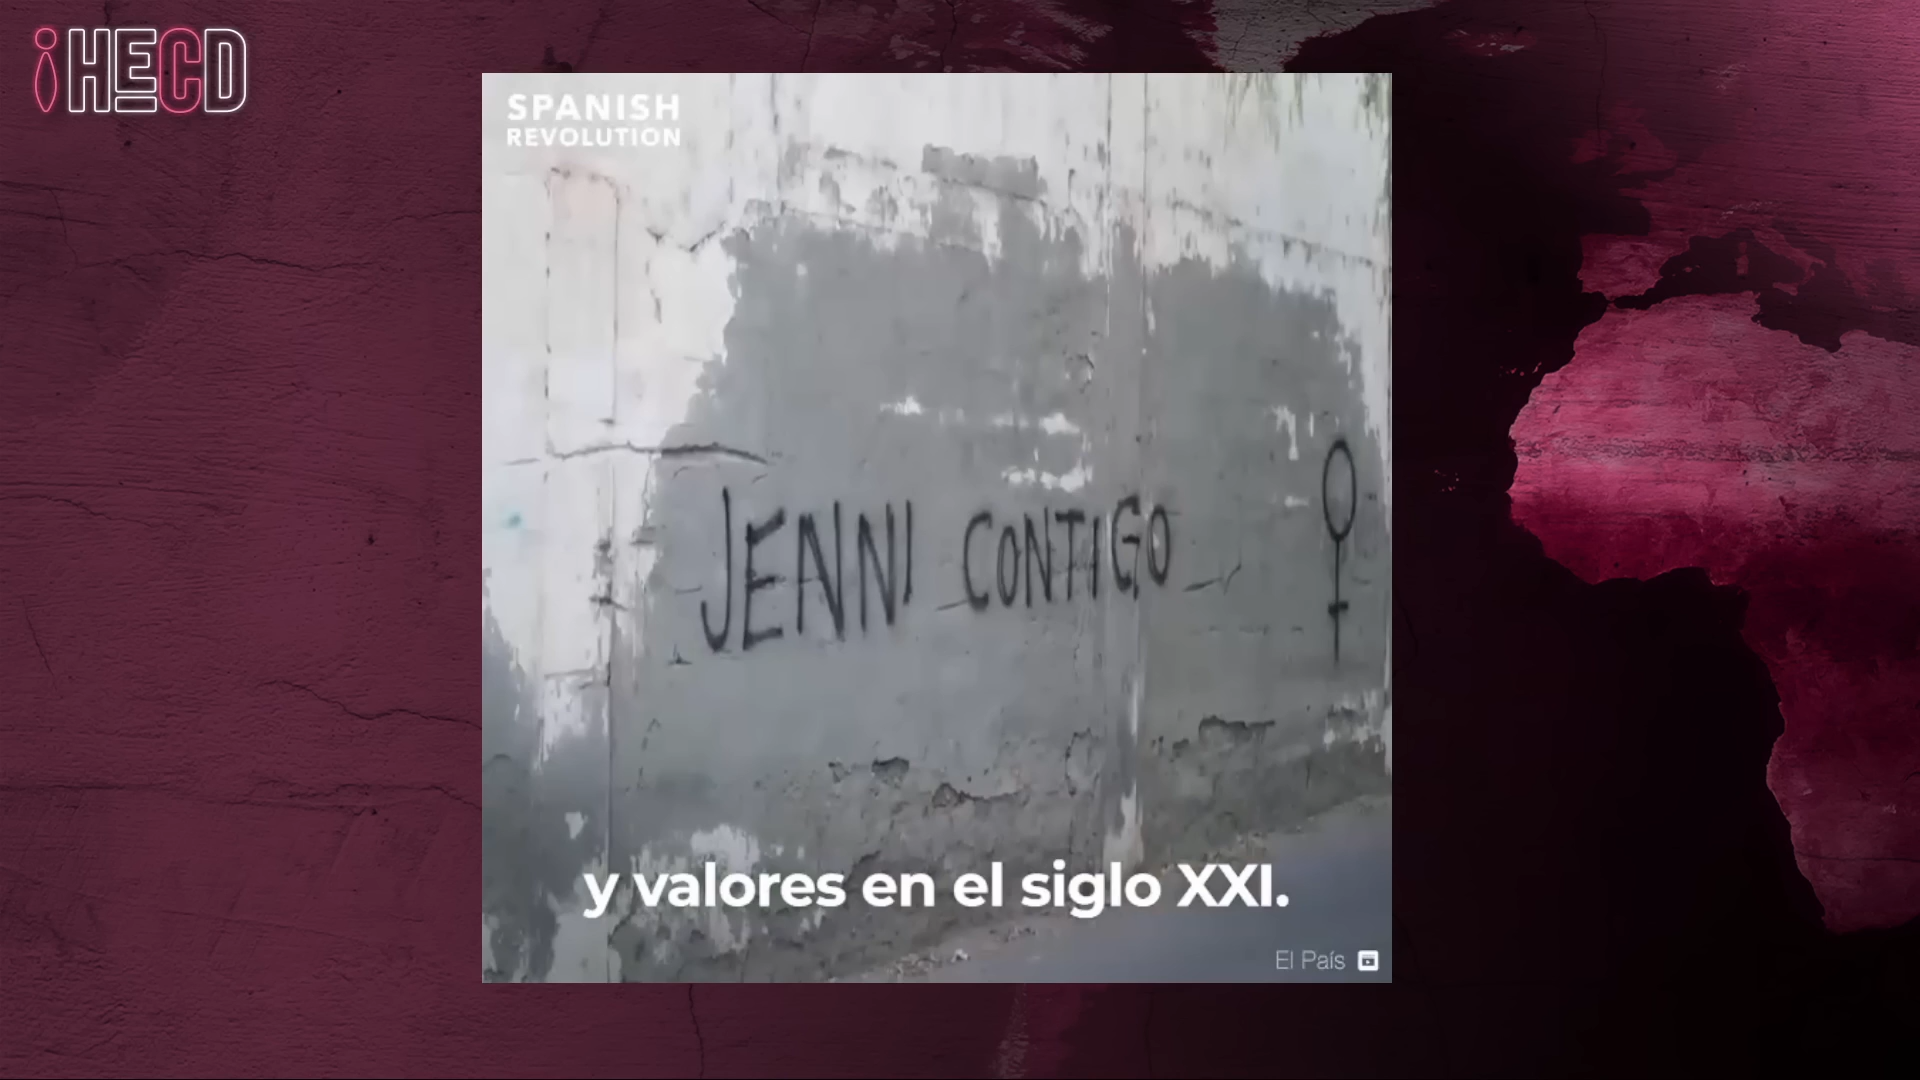 iHECD
SPANISH
REVOLUTION
JENNI CONTIGO
y valores en el siglo XXI.
El País